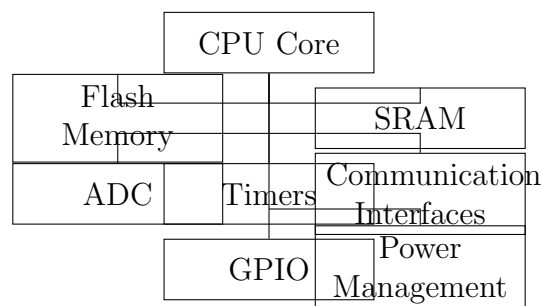 CPU Core
Flash
Memory
SRAM
ADC
Timers
Communication
Interfaces
GPIO
Power
Management